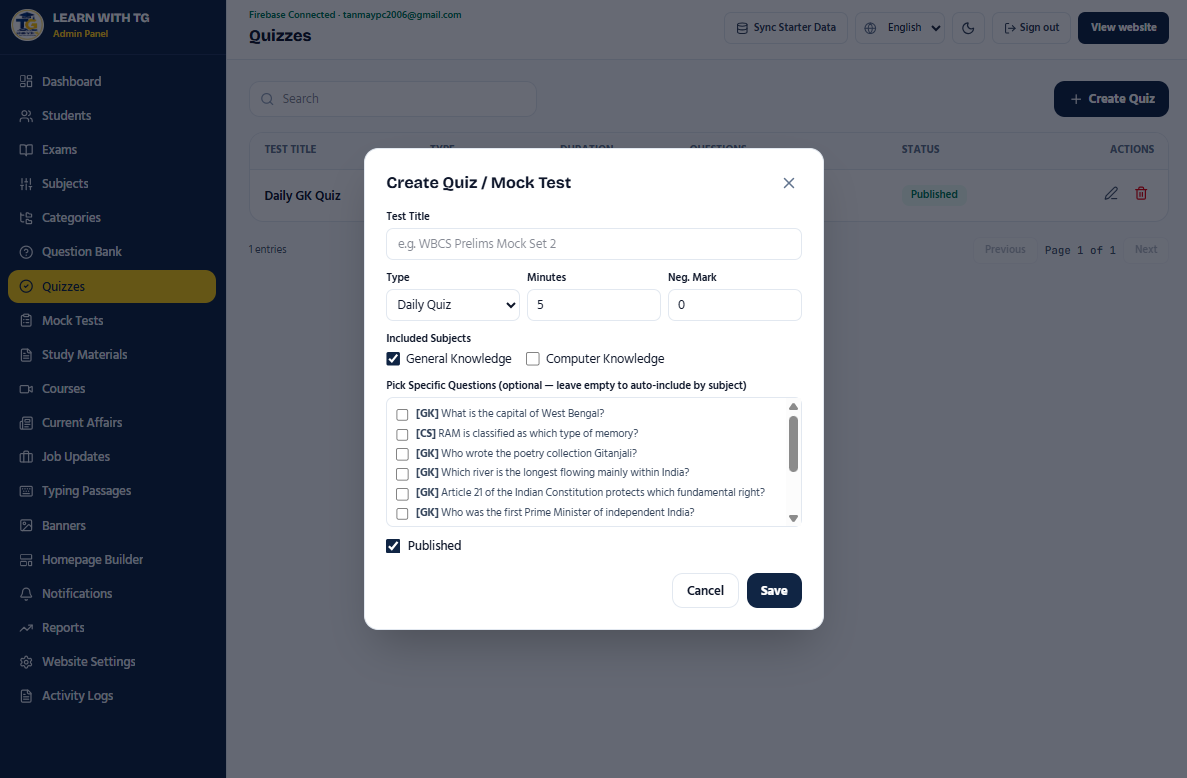 LEARN WITH TG
Admin Panel
Dashboard
Students
Exams
Subjects
Categories
Question Bank
Quizzes
Mock Tests
Study Materials
Courses
Current Affairs
Job Updates
Typing Passages
Banners
Homepage Builder
Notifications
Reports
Website Settings
Activity Logs
Firebase Connected · tanmaypc2006@gmail.com
Quizzes
Sync Starter Data
English
Sign out
View website
Search
+ Create Quiz
TEST TITLE TYPE DURATION QUESTIONS STATUS ACTIONS
Daily GK Quiz Published
1 entries
Previous Page 1 of 1 Next
Create Quiz / Mock Test
Test Title
e.g. WBCS Prelims Mock Set 2
Type Minutes Neg. Mark
Daily Quiz 5 0
Included Subjects
General Knowledge Computer Knowledge
Pick Specific Questions (optional — leave empty to auto-include by subject)
[GK] What is the capital of West Bengal?
[CS] RAM is classified as which type of memory?
[GK] Who wrote the poetry collection Gitanjali?
[GK] Which river is the longest flowing mainly within India?
[GK] Article 21 of the Indian Constitution protects which fundamental right?
[GK] Who was the first Prime Minister of independent India?
Published
Cancel Save